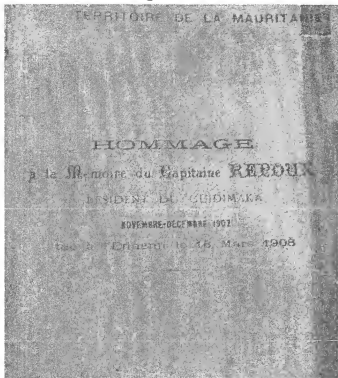 TERRITOIRE DE LA MAURITANIE
HOMMAGE
à la Mémoire du Capitaine REPOUX
RÉSIDENT DU GUIDIMAKA
NOVEMBRE-DÉCEMBRE 1907
tué à le 16 Mars 1908